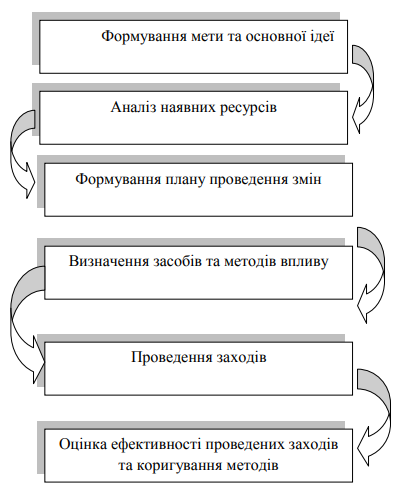 Формування мети та основної ідеї
Аналіз наявних ресурсів
Формування плану проведення змін
Визначення засобів та методів впливу
Проведення заходів
Оцінка ефективності проведених заходів
та коригування методів